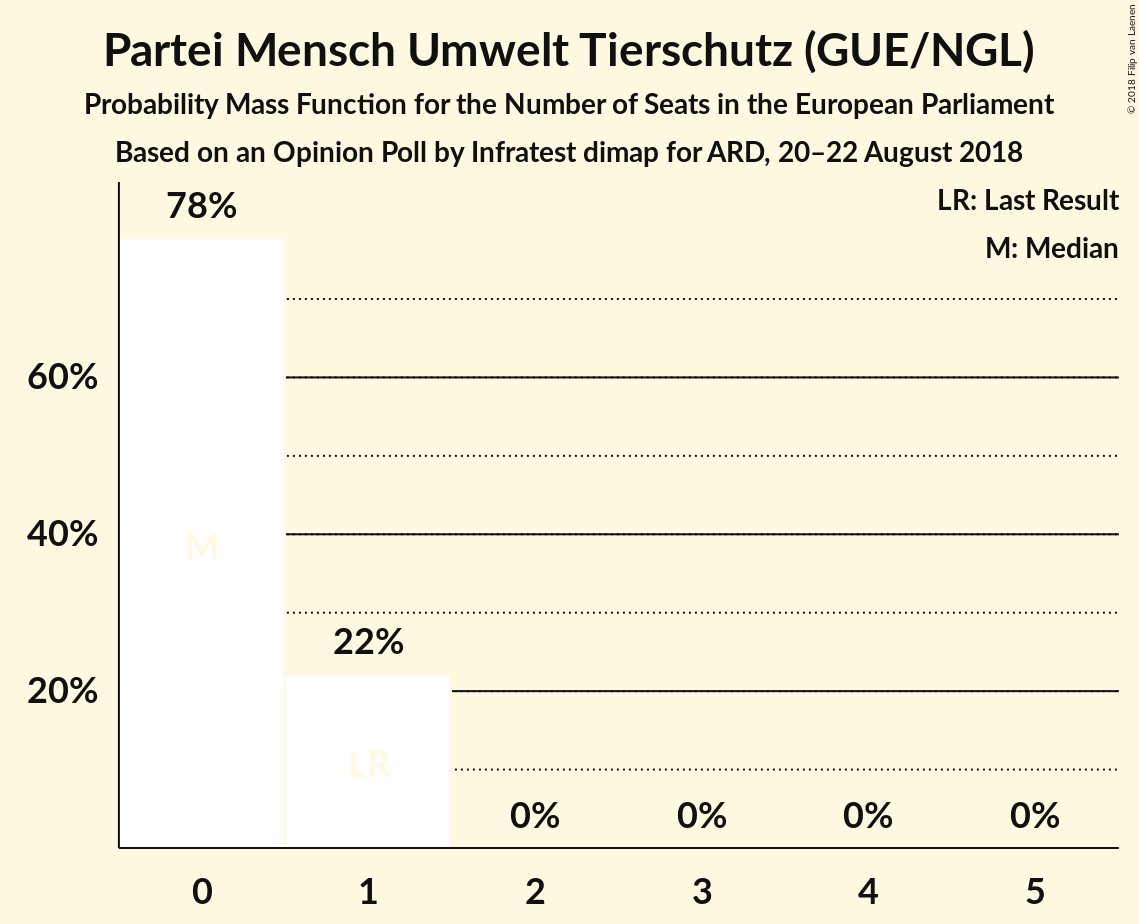 Partei Mensch Umwelt Tierschutz (GUE/NGL)
Probability Mass Function for the Number of Seats in the European Parliament
Based on an Opinion Poll by Infratest dimap for ARD, 20–22 August 2018
© 2018 Filip van Laenen
LR: Last Result
M: Median
78%
60%
M
40%
22%
20%
LR
0% 0% 0% 0%
0 1 2 3 4 5